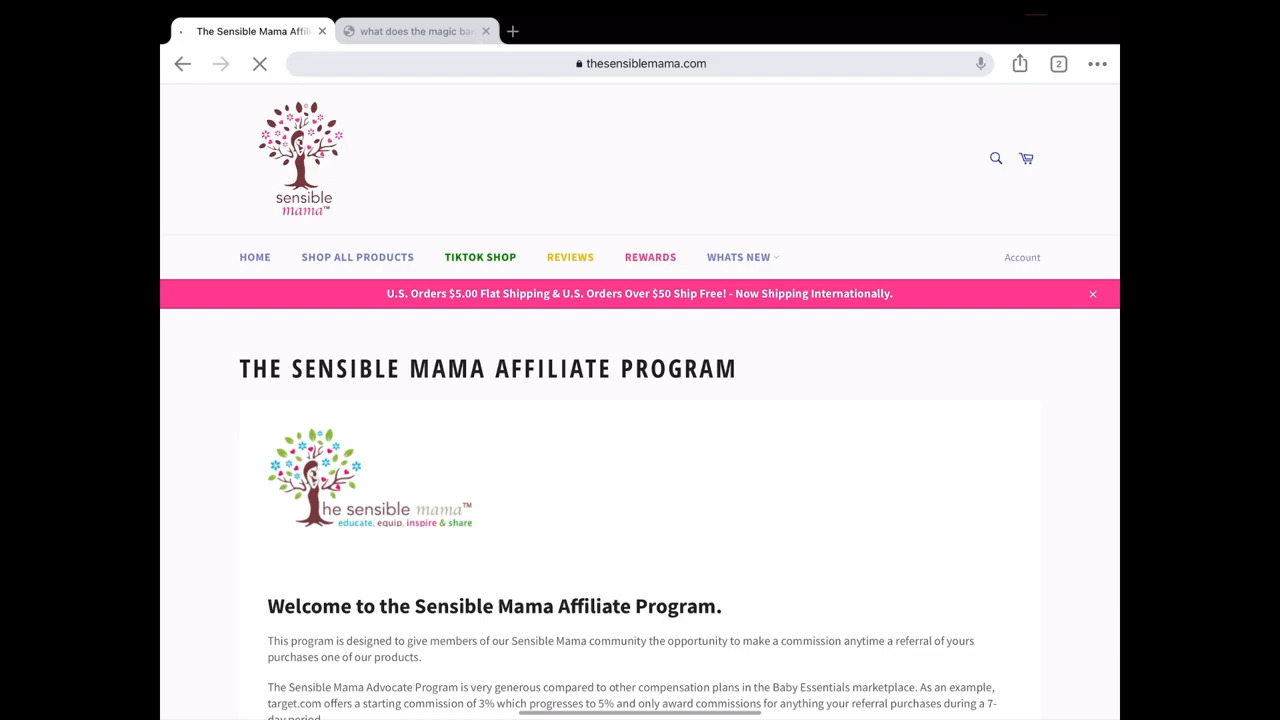 The Sensible Mama Affili
what does the magic ba
thesensiblemama.com
2
sensible
mama™
HOME SHOP ALL PRODUCTS TIKTOK SHOP REVIEWS REWARDS WHATS NEW Account
U.S. Orders $5.00 Flat Shipping & U.S. Orders Over $50 Ship Free! - Now Shipping Internationally.
THE SENSIBLE MAMA AFFILIATE PROGRAM
he sensible mama™
educate, equip, inspire & share
Welcome to the Sensible Mama Affiliate Program.
This program is designed to give members of our Sensible Mama community the opportunity to make a commission anytime a referral of yours
purchases one of our products.
The Sensible Mama Advocate Program is very generous compared to other compensation plans in the Baby Essentials marketplace. As an example,
target.com offers a starting commission of 3% which progresses to 5% and only award commissions for anything your referral purchases during a 7-
day period